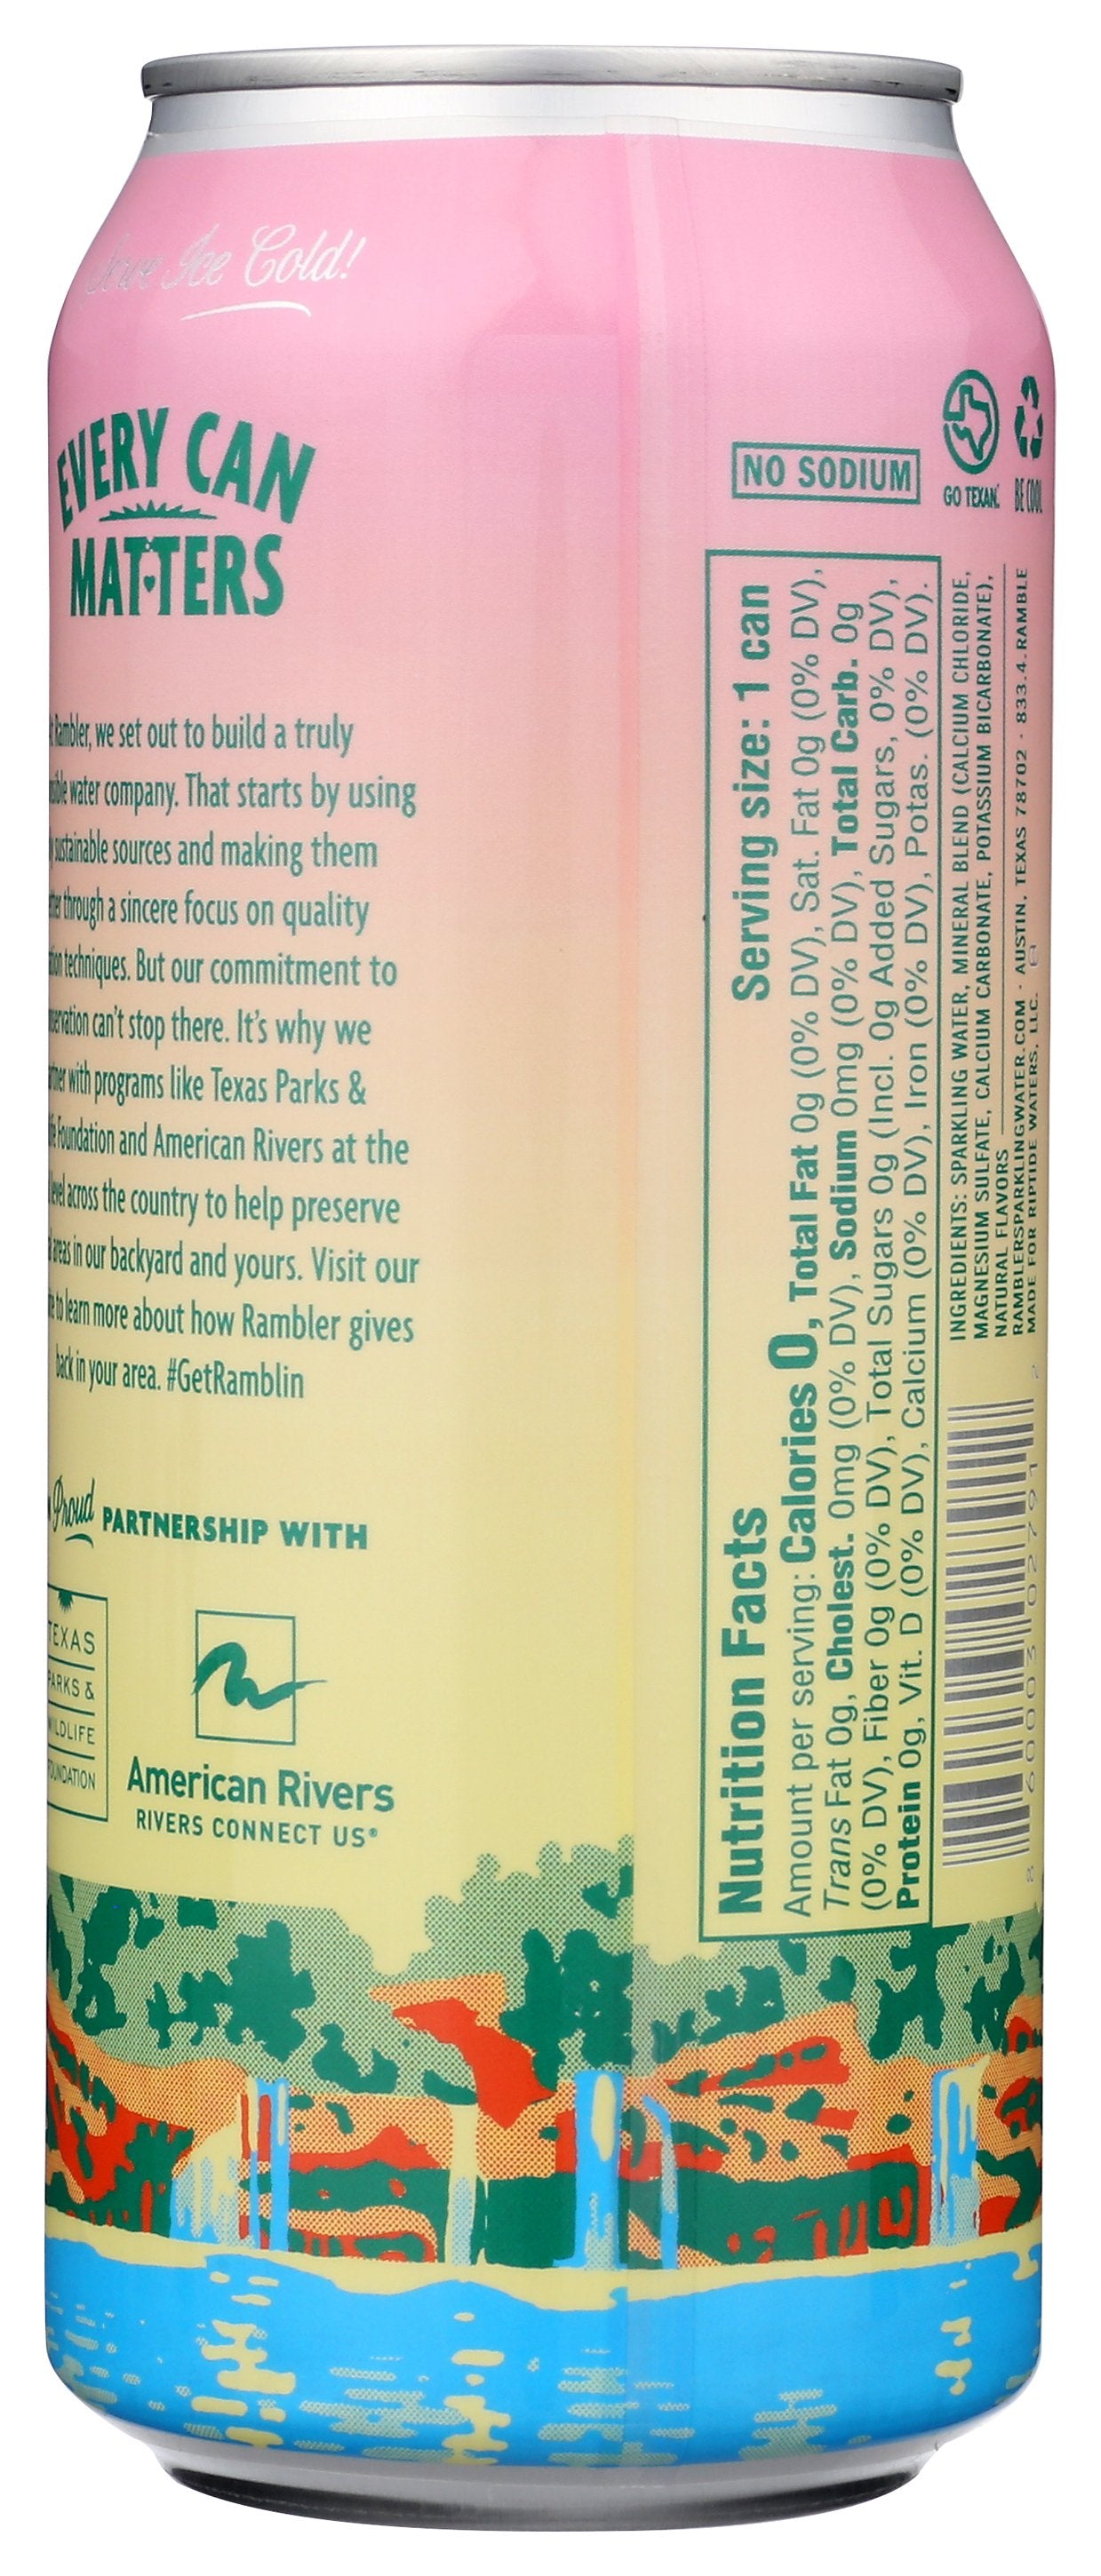 Ice Cold!
EVERY CAN
MATTERS
Rambler, we set out to build a truly
water company. That starts by using
sustainable sources and making them
through a sincere focus on quality
techniques. But our commitment to
can't stop there. It's why we
with programs like Texas Parks &
Foundation and American Rivers at the
level across the country to help preserve
areas in our backyard and yours. Visit our
to learn more about how Rambler gives
back in your area. #GetRamblin
Proud PARTNERSHIP WITH
TEXAS
PARKS &
WILDLIFE
FOUNDATION
American Rivers
RIVERS CONNECT US®
NO SODIUM
GO TEXAN.
BE COOL
Nutrition Facts Serving size: 1 can
Amount per serving: Calories 0, Total Fat 0g (0% DV), Sat. Fat 0g (0% DV),
Trans Fat 0g, Cholest. 0mg (0% DV), Sodium 0mg (0% DV), Total Carb. 0g
(0% DV), Fiber 0g (0% DV), Total Sugars 0g (Incl. 0g Added Sugars, 0% DV),
Protein 0g, Vit. D (0% DV), Calcium (0% DV), Iron (0% DV), Potas. (0% DV).
INGREDIENTS: SPARKLING WATER, MINERAL BLEND (CALCIUM CHLORIDE,
MAGNESIUM SULFATE, CALCIUM CARBONATE, POTASSIUM BICARBONATE),
NATURAL FLAVORS
RAMBLERSPARKLINGWATER.COM · AUSTIN, TEXAS 78702 · 833.4.RAMBLE
MADE FOR RIPTIDE WATERS, LLC.
8 60003 02791 2